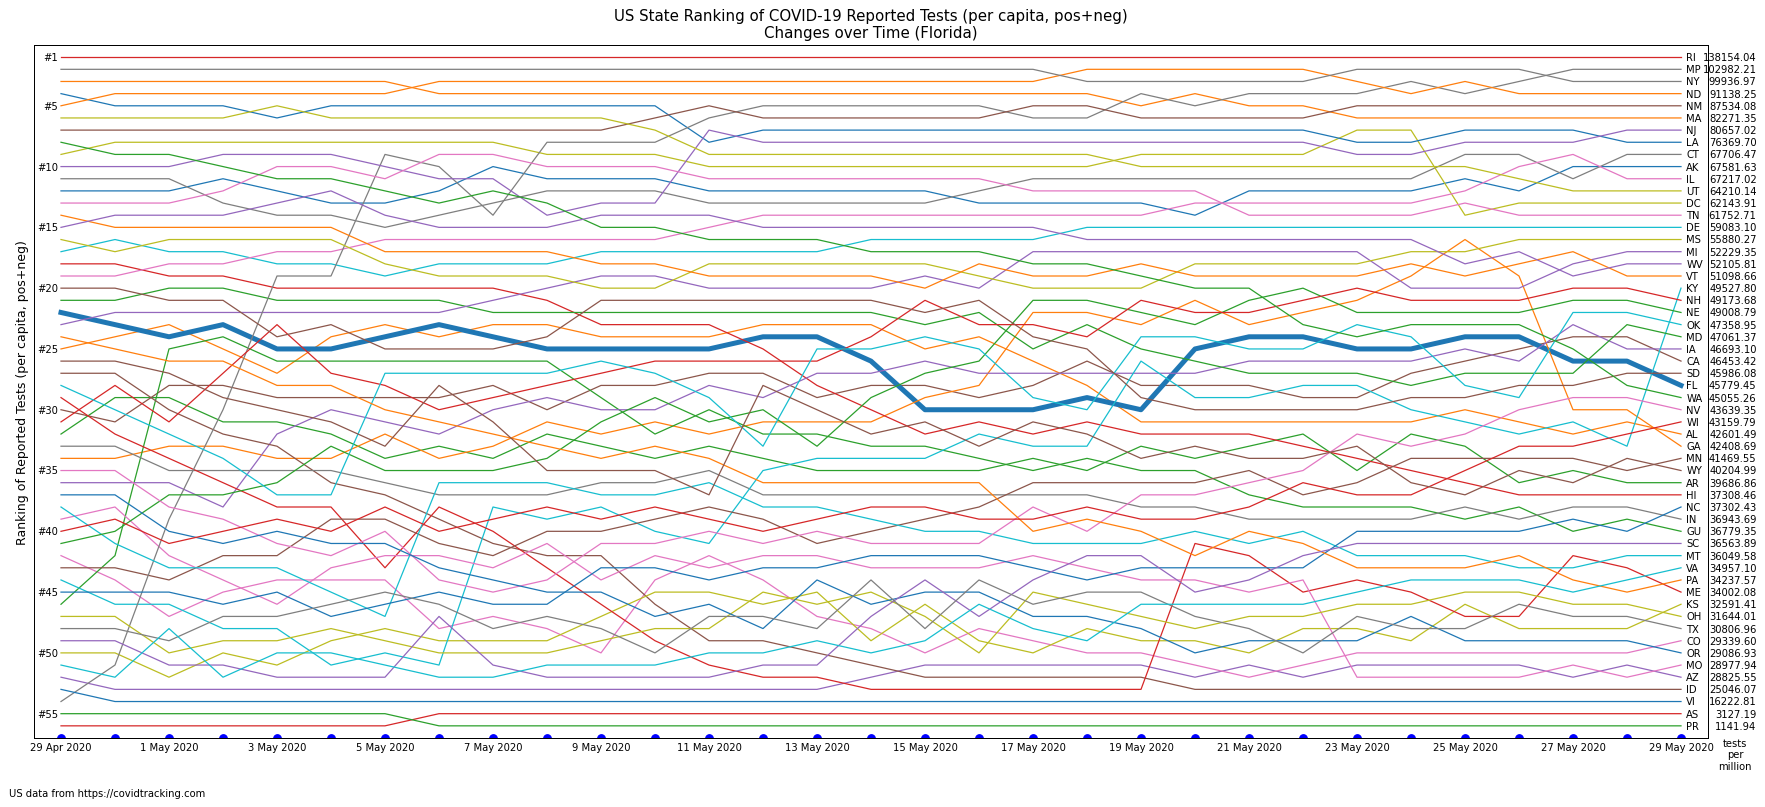 US State Ranking of COVID-19 Reported Tests (per capita, pos+neg)
Changes over Time (Florida)
Ranking of Reported Tests (per capita, pos+neg)
#1
#5
#10
#15
#20
#25
#30
#35
#40
#45
#50
#55
RI 138154.04
MP 102982.21
NY 99936.97
ND 91138.25
NM 87534.08
MA 82271.35
NJ 80657.02
LA 76369.70
CT 67706.47
AK 67581.63
IL 67217.02
UT 64210.14
DC 62143.91
TN 61752.71
DE 59083.10
MS 55880.27
MI 52229.35
WV 52105.81
VT 51098.66
KY 49527.80
NH 49173.68
NE 49008.79
OK 47358.95
MD 47061.37
IA 46693.10
CA 46453.42
SD 45986.08
FL 45779.45
WA 45055.26
NV 43639.35
WI 43159.79
AL 42601.49
GA 42408.69
MN 41469.55
WY 40204.99
AR 39686.86
HI 37308.46
NC 37302.43
IN 36943.69
GU 36779.35
SC 36563.89
MT 36049.58
VA 34957.10
PA 34237.57
ME 34002.08
KS 32591.41
OH 31644.01
TX 30806.96
CO 29339.60
OR 29086.93
MO 28977.94
AZ 28825.55
ID 25046.07
VI 16222.81
AS 3127.19
PR 1141.94
29 Apr 2020 1 May 2020 3 May 2020 5 May 2020 7 May 2020 9 May 2020 11 May 2020 13 May 2020 15 May 2020 17 May 2020 19 May 2020 21 May 2020 23 May 2020 25 May 2020 27 May 2020 29 May 2020
tests
per
million
US data from https://covidtracking.com